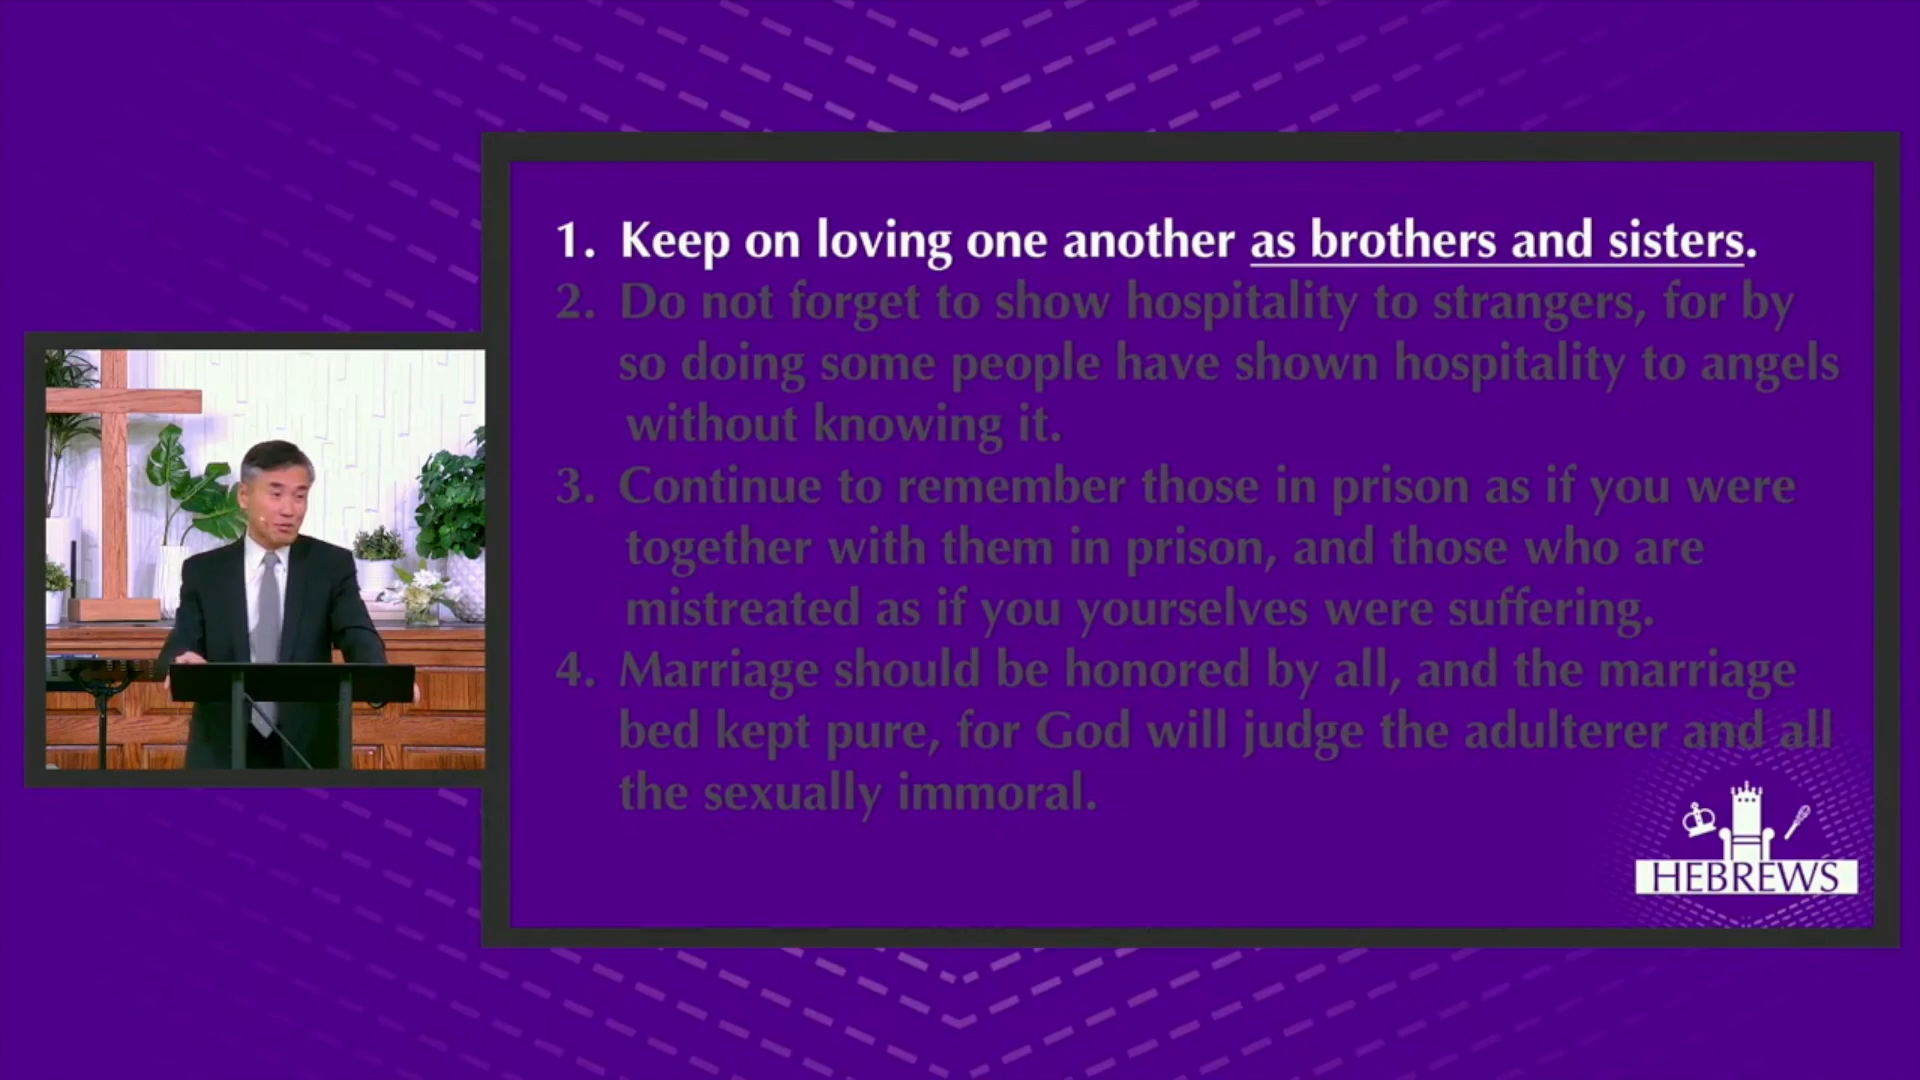 1. Keep on loving one another as brothers and sisters.
2. Do not forget to show hospitality to strangers, for by
so doing some people have shown hospitality to angels
without knowing it.
3. Continue to remember those in prison as if you were
together with them in prison, and those who are
mistreated as if you yourselves were suffering.
4. Marriage should be honored by all, and the marriage
bed kept pure, for God will judge the adulterer and all
the sexually immoral.
HEBREWS